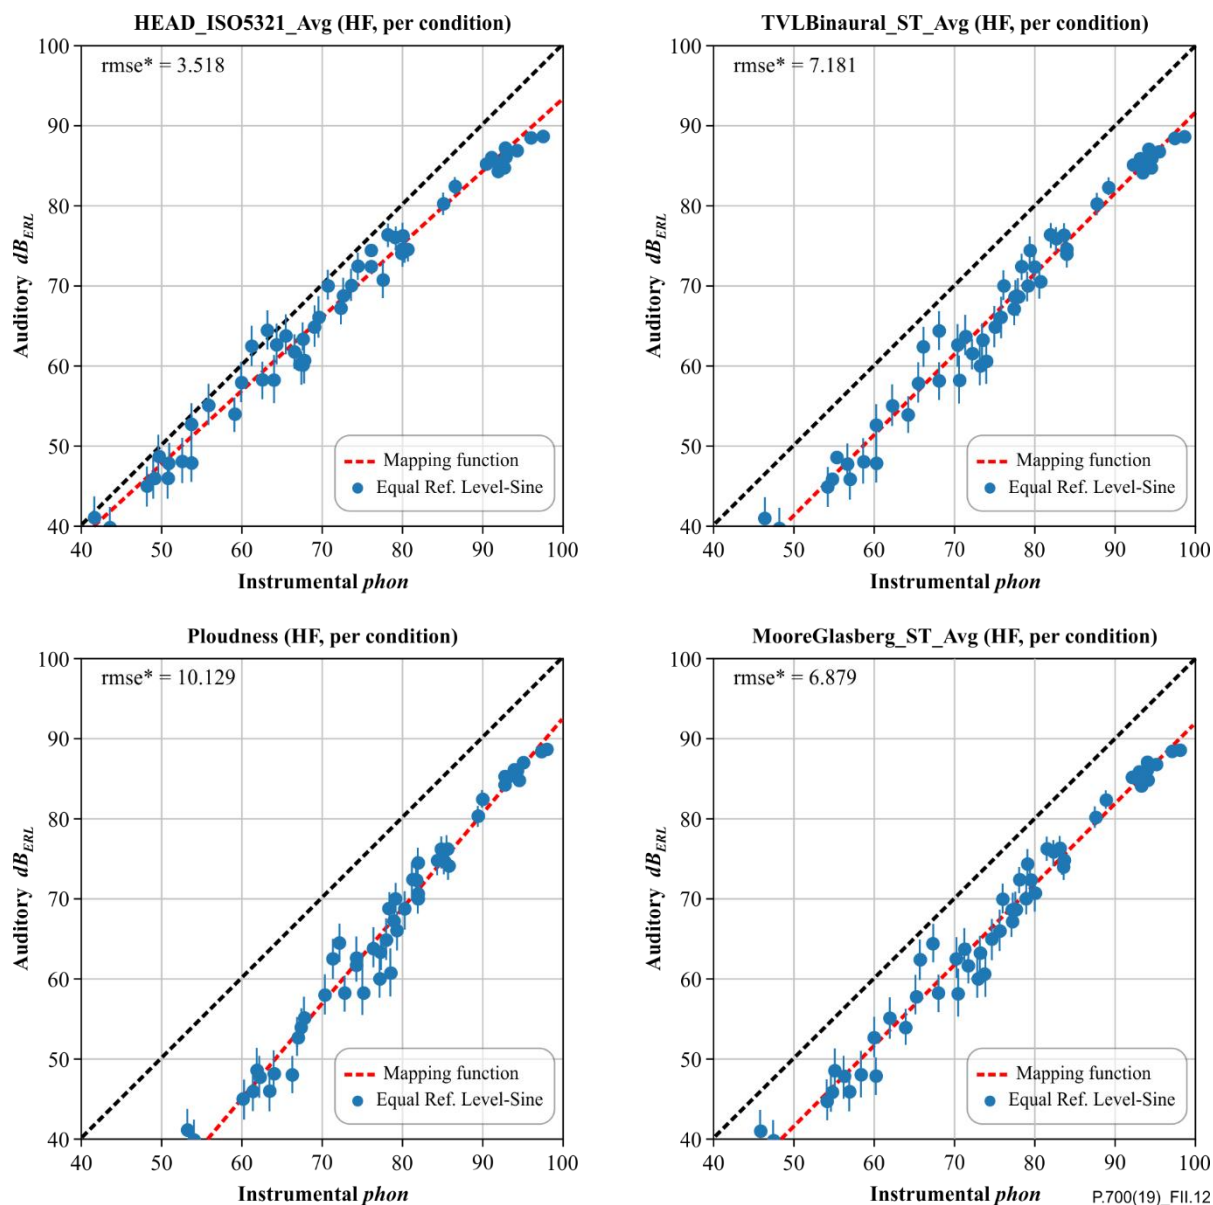 HEAD_ISO5321_Avg (HF, per condition)
rmse* = 3.518
Auditory dB_ERL
100
90
80
70
60
50
40
Mapping function
Equal Ref. Level-Sine
40 50 60 70 80 90 100
Instrumental phon
TVLBinaural_ST_Avg (HF, per condition)
rmse* = 7.181
Auditory dB_ERL
100
90
80
70
60
50
40
Mapping function
Equal Ref. Level-Sine
40 50 60 70 80 90 100
Instrumental phon
Ploudness (HF, per condition)
rmse* = 10.129
Auditory dB_ERL
100
90
80
70
60
50
40
Mapping function
Equal Ref. Level-Sine
40 50 60 70 80 90 100
Instrumental phon
MooreGlasberg_ST_Avg (HF, per condition)
rmse* = 6.879
Auditory dB_ERL
100
90
80
70
60
50
40
Mapping function
Equal Ref. Level-Sine
40 50 60 70 80 90 100
Instrumental phon
P.700(19)_FII.12